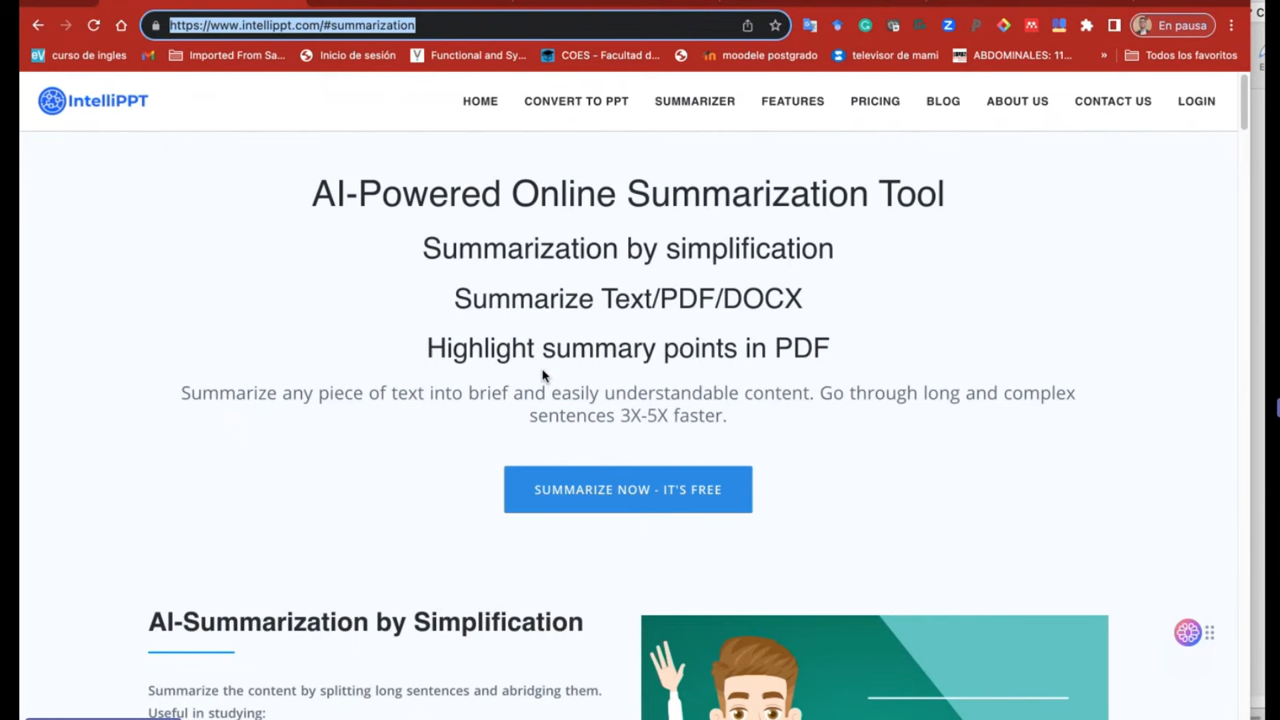 https://www.intellippt.com/#summarization
En pausa
curso de ingles
Imported From Sa...
Inicio de sesión
Functional and Sy...
COES - Facultad d...
moodele postgrado
televisor de mami
ABDOMINALES: 11...
»
Todos los favoritos
IntelliPPT
HOME
CONVERT TO PPT
SUMMARIZER
FEATURES
PRICING
BLOG
ABOUT US
CONTACT US
LOGIN
AI-Powered Online Summarization Tool
Summarization by simplification
Summarize Text/PDF/DOCX
Highlight summary points in PDF
Summarize any piece of text into brief and easily understandable content. Go through long and complex
sentences 3X-5X faster.
SUMMARIZE NOW - IT'S FREE
AI-Summarization by Simplification
Summarize the content by splitting long sentences and abridging them.
Useful in studying: